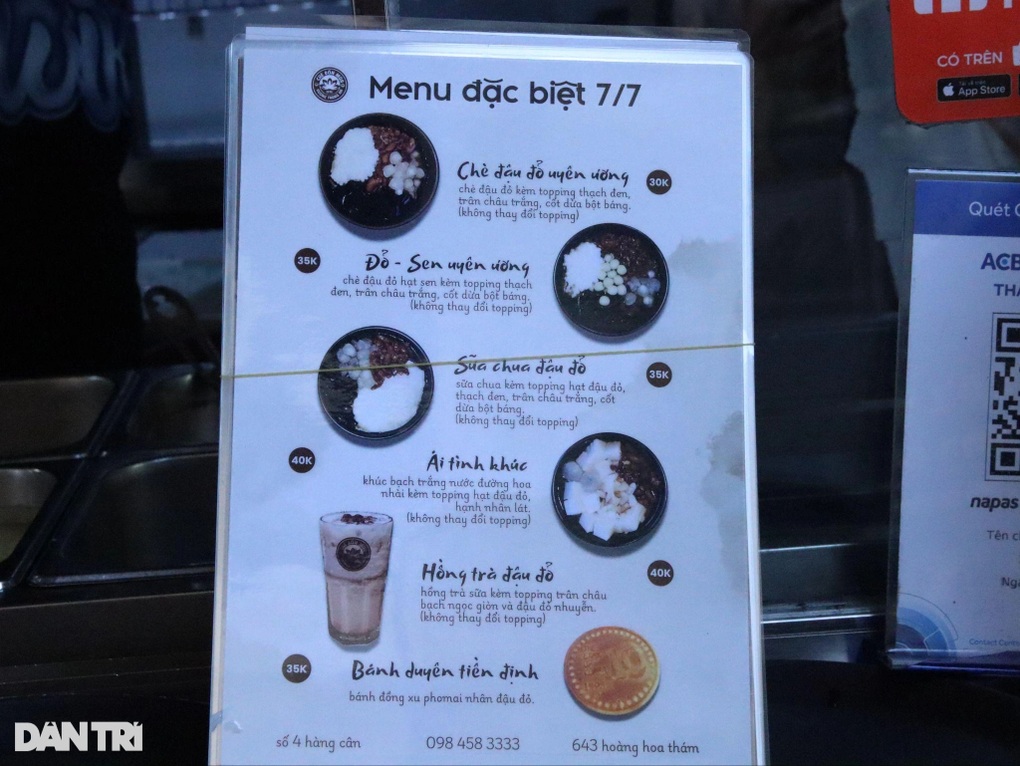 CÓ TRÊN
App Store
Menu đặc biệt 7/7
Quét
ACB
Chè đậu đỏ uyên ương
30K
chè đậu đỏ kèm topping thạch đen,
trân châu trắng, cốt dừa bột báng.
(không thay đổi topping)
35K
Đỏ - Sen uyên ương
chè đậu đỏ hạt sen kèm topping thạch
đen, trân châu trắng, cốt dừa bột báng.
(không thay đổi topping)
Sữa chua đậu đỏ
35K
sữa chua kèm topping hạt đậu đỏ,
thạch đen, trân châu trắng, cốt
dừa bột báng.
(không thay đổi topping)
40K
Ái tình khúc
khúc bạch trắng nước đường hoa
nhài kèm topping hạt đậu đỏ,
hạnh nhân lát.
(không thay đổi topping)
napas
Tên
Hồng trà đậu đỏ
40K
hồng trà sữa kèm topping trân châu
bạch ngọc giòn và đậu đỏ nhuyễn.
(không thay đổi topping)
Contact
35K
Bánh duyên tiền định
bánh đồng xu phomai nhân đậu đỏ.
số 4 hàng cân
098 458 3333
643 hoàng hoa thám
DÂN TRÍ